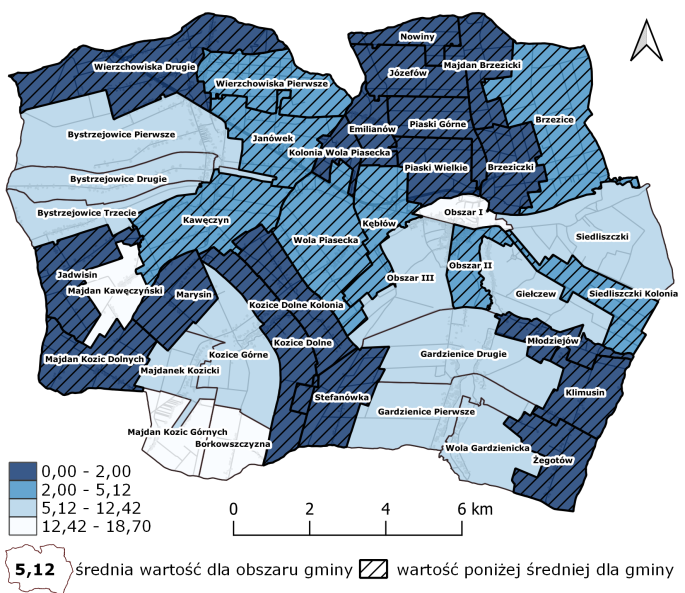 Nowiny
Wierzchowiska Drugie
Majdan Brzezicki
Józefów
Wierzchowiska Pierwsze
Brzezice
Piaski Górne
Emilianów
Bystrzejowice Pierwsze
Janówek
Kolonia Wola Piasecka
Piaski Wielkie
Brzeziczki
Bystrzejowice Drugie
Bystrzejowice Trzecie
Obszar I
Kawęczyn
Kębłów
Siedliszczki
Wola Piasecka
Obszar II
Jadwisin
Obszar III
Majdan Kawęczyński
Marysin
Giełczew
Siedliszczki Kolonia
Kozice Dolne Kolonia
Młodziejów
Kozice Dolne
Kozice Górne
Gardzienice Drugie
Majdan Kozic Dolnych
Majdanek Kozicki
Klimusin
Stefanówka
Gardzienice Pierwsze
Majdan Kozic Górnych
Borkowszczyzna
Wola Gardzienicka
Żegotów
0,00 - 2,00
2,00 - 5,12
5,12 - 12,42
12,42 - 18,70
0 2 4 6 km
5,12 średnia wartość dla obszaru gminy wartość poniżej średniej dla gminy